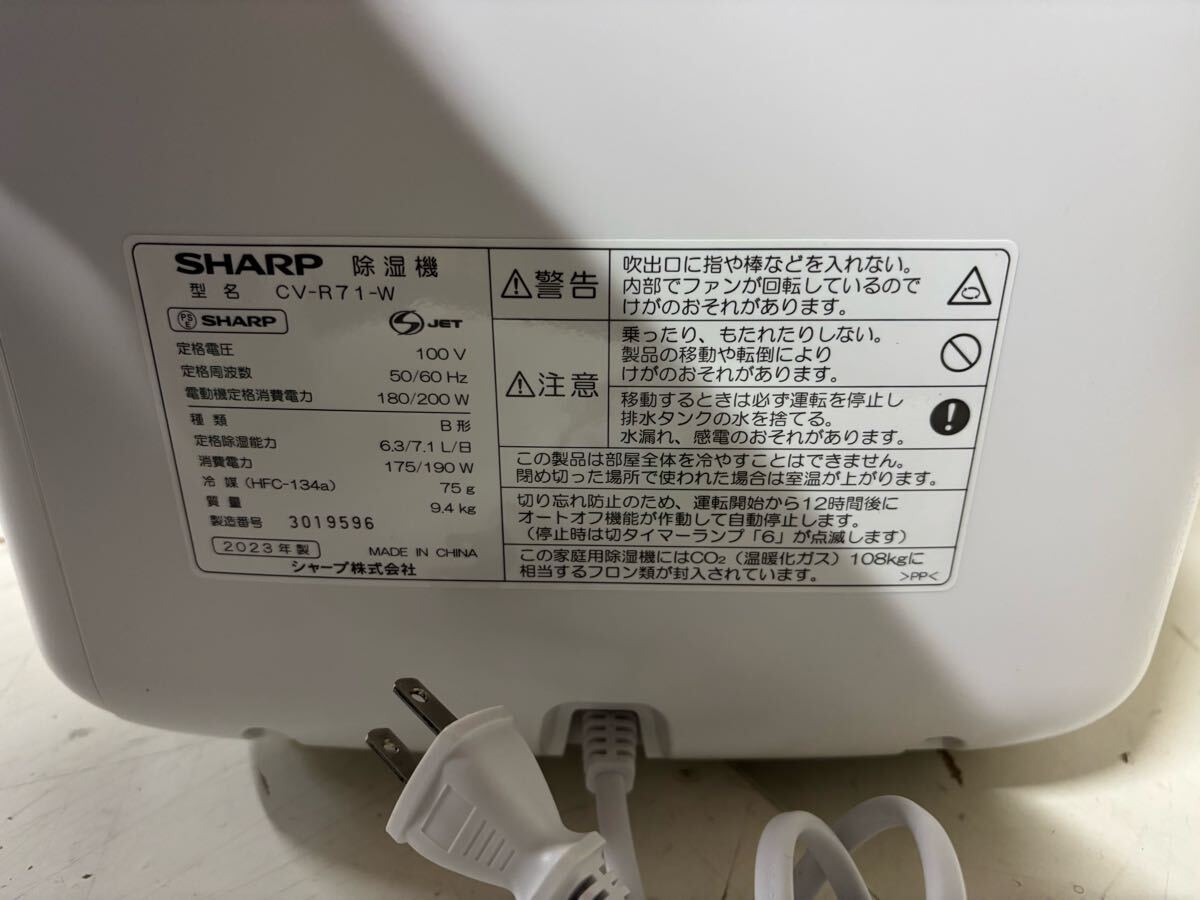 SHARP 除湿機
型名 CV-R71-W
PSE SHARP
S JET
定格電圧 100 V
定格周波数 50/60 Hz
電動機定格消費電力 180/200 W
種類 B形
定格除湿能力 6.3/7.1 L/日
消費電力 175/190 W
冷媒(HFC-134a) 75 g
質量 9.4 kg
製造番号 3019596
2023年製 MADE IN CHINA
シャープ株式会社
⚠警告
吹出口に指や棒などを入れない。
内部でファンが回転しているので
けがのおそれがあります。
⚠注意
乗ったり、もたれたりしない。
製品の移動や転倒により
けがのおそれがあります。
移動するときは必ず運転を停止し
排水タンクの水を捨てる。
水漏れ、感電のおそれがあります。
この製品は部屋全体を冷やすことはできません。
閉め切った場所で使われた場合は室温が上がります。
切り忘れ防止のため、運転開始から12時間後に
オートオフ機能が作動して自動停止します。
(停止時は切タイマーランプ「6」が点滅します)
この家庭用除湿機にはCO₂(温暖化ガス)108kgに
相当するフロン類が封入されています。
>PP<